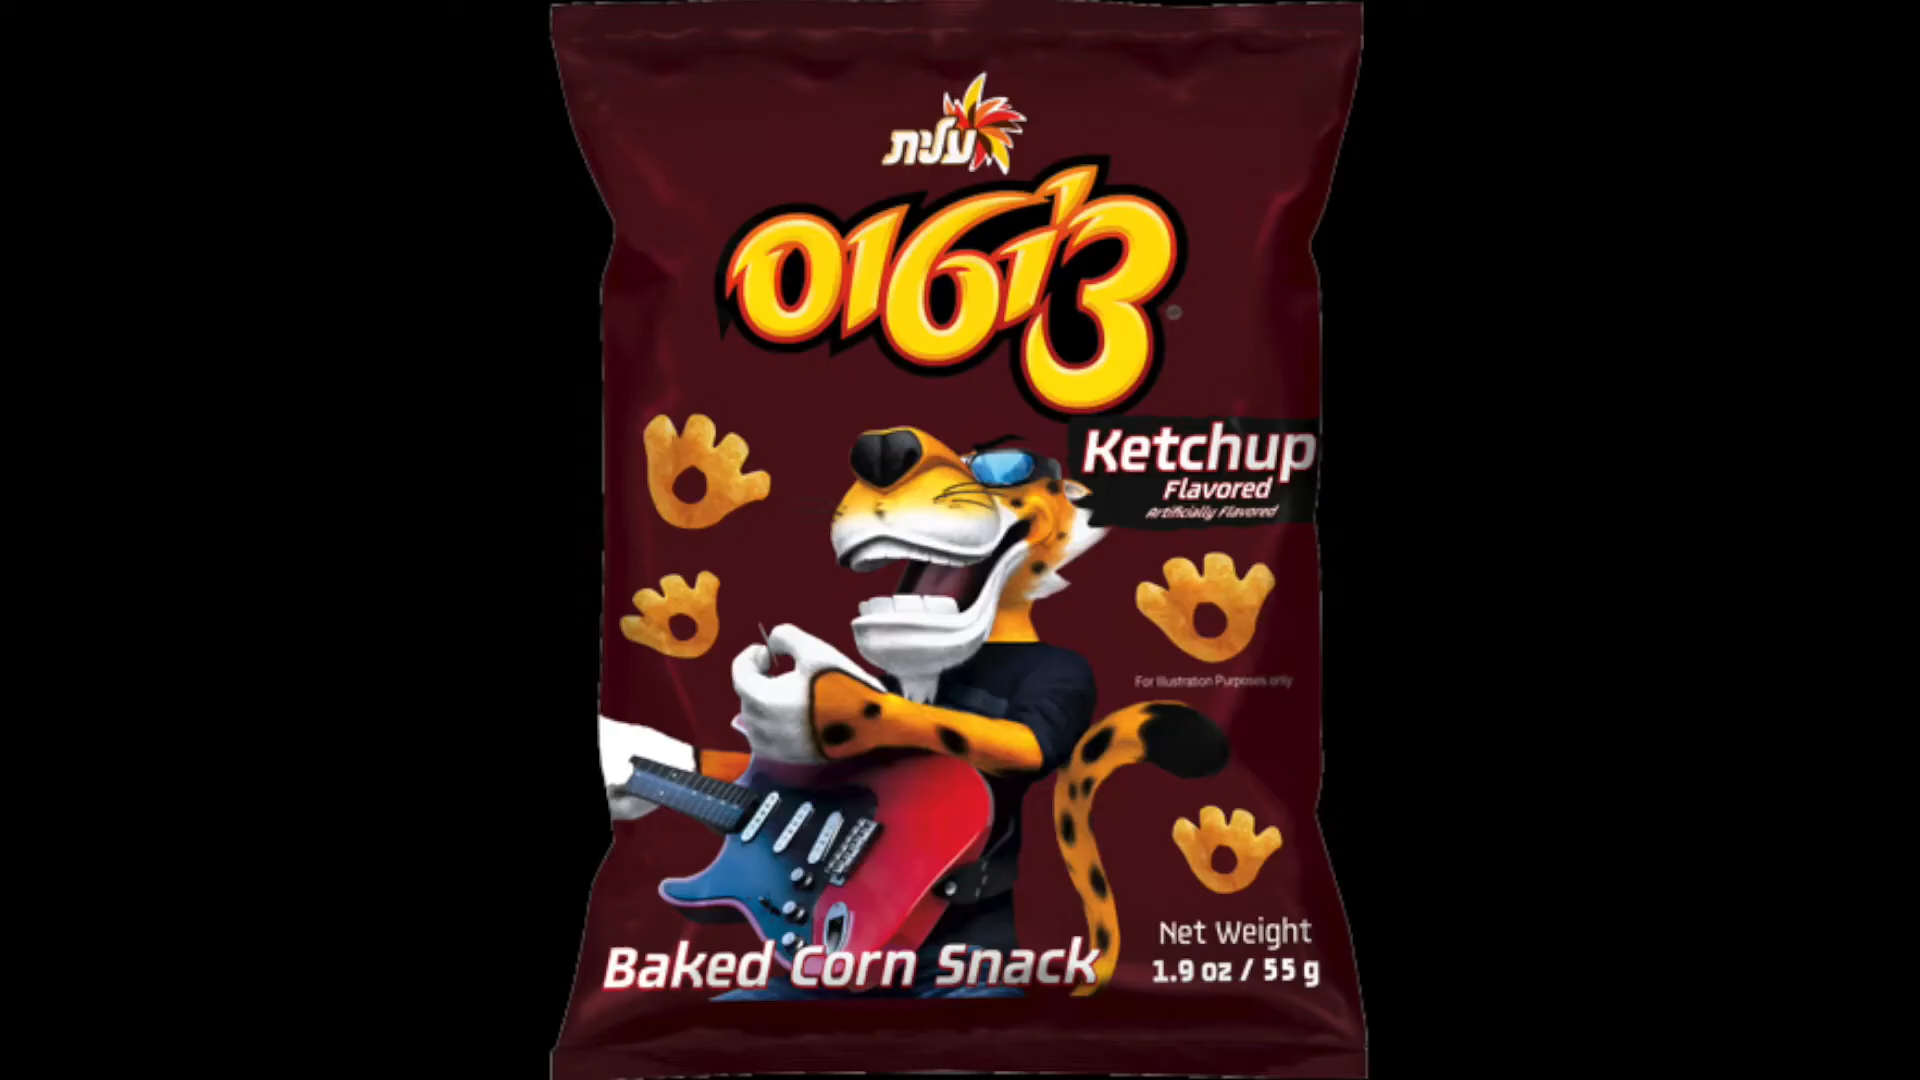 עלית
צ'יטוס
Ketchup
Flavored
Artificially Flavored
For Illustration Purposes only
Net Weight
1.9 oz / 55 g
Baked Corn Snack